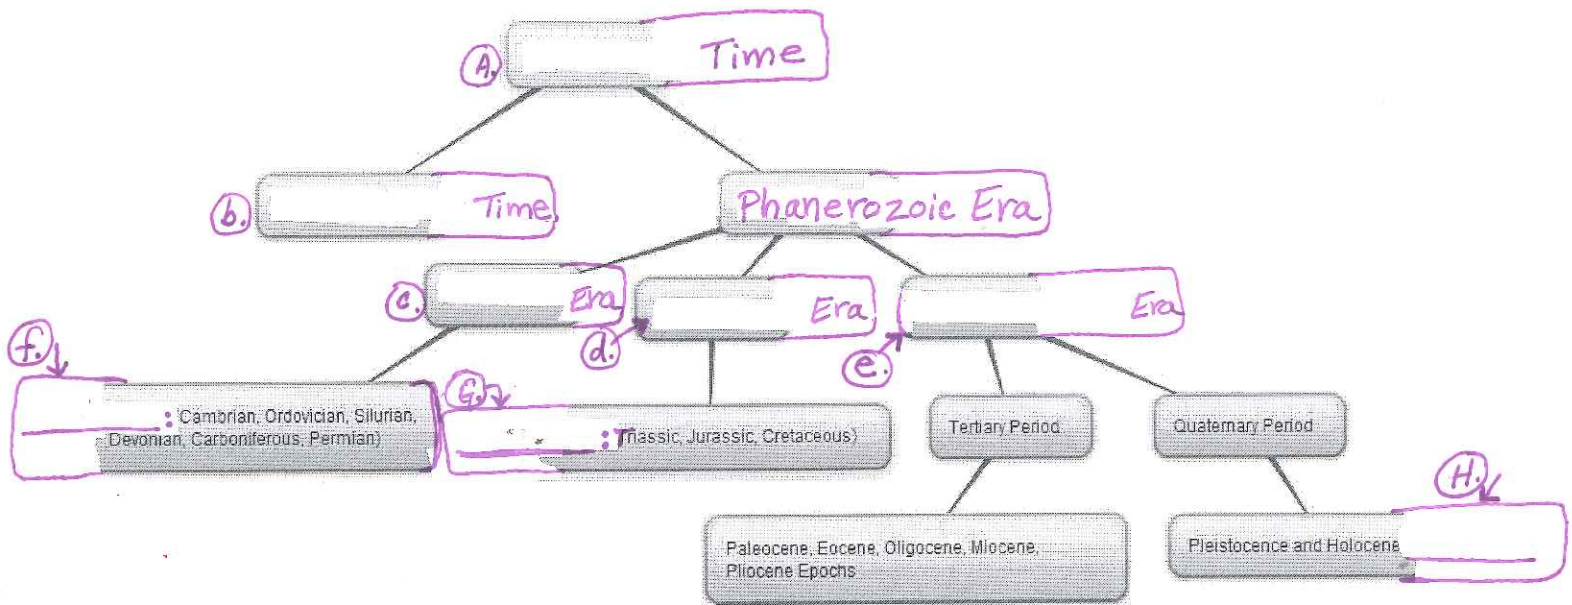 A. Time
b. Time
Phanerozoic Era
c. Era
d. Era
e. Era
f.
: Cambrian, Ordovician, Silurian,
Devonian, Carboniferous, Permian)
G.
: Triassic, Jurassic, Cretaceous)
Tertiary Period
Quaternary Period
H.
Paleocene, Eocene, Oligocene, Miocene,
Pliocene Epochs
Pleistocence and Holocene